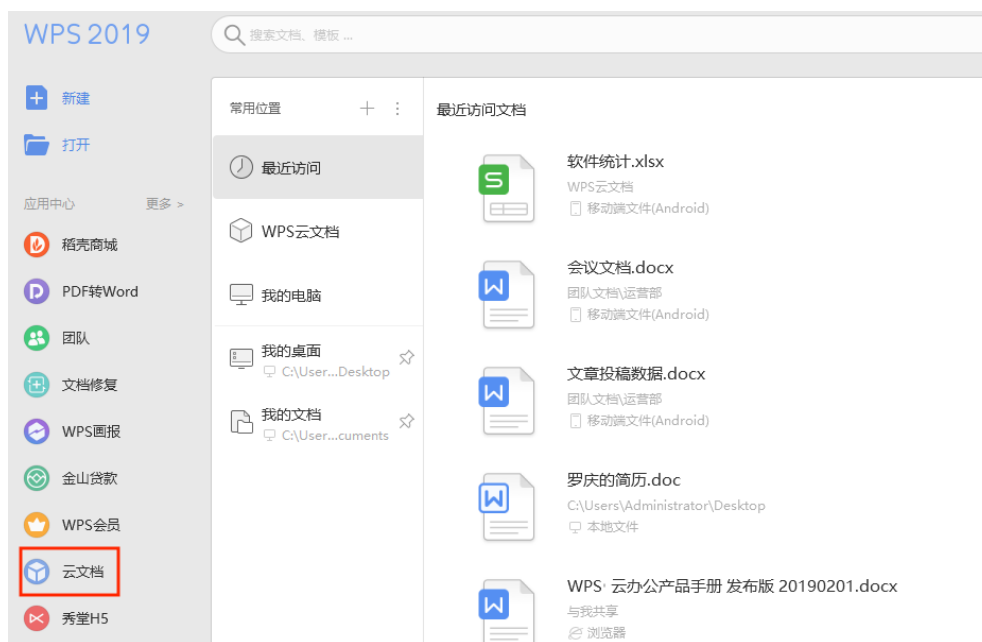 WPS 2019
搜索文档、模板 ...
新建
打开
应用中心 更多 >
稻壳商城
PDF转Word
团队
文档修复
WPS画报
金山贷款
WPS会员
云文档
秀堂H5
常用位置
最近访问
WPS云文档
我的电脑
我的桌面
C:\User...Desktop
我的文档
C:\User...cuments
最近访问文档
软件统计.xlsx
WPS云文档
移动端文件(Android)
会议文档.docx
团队文档\运营部
移动端文件(Android)
文章投稿数据.docx
团队文档\运营部
移动端文件(Android)
罗庆的简历.doc
C:\Users\Administrator\Desktop
本地文件
WPS· 云办公产品手册 发布版 20190201.docx
与我共享
浏览器